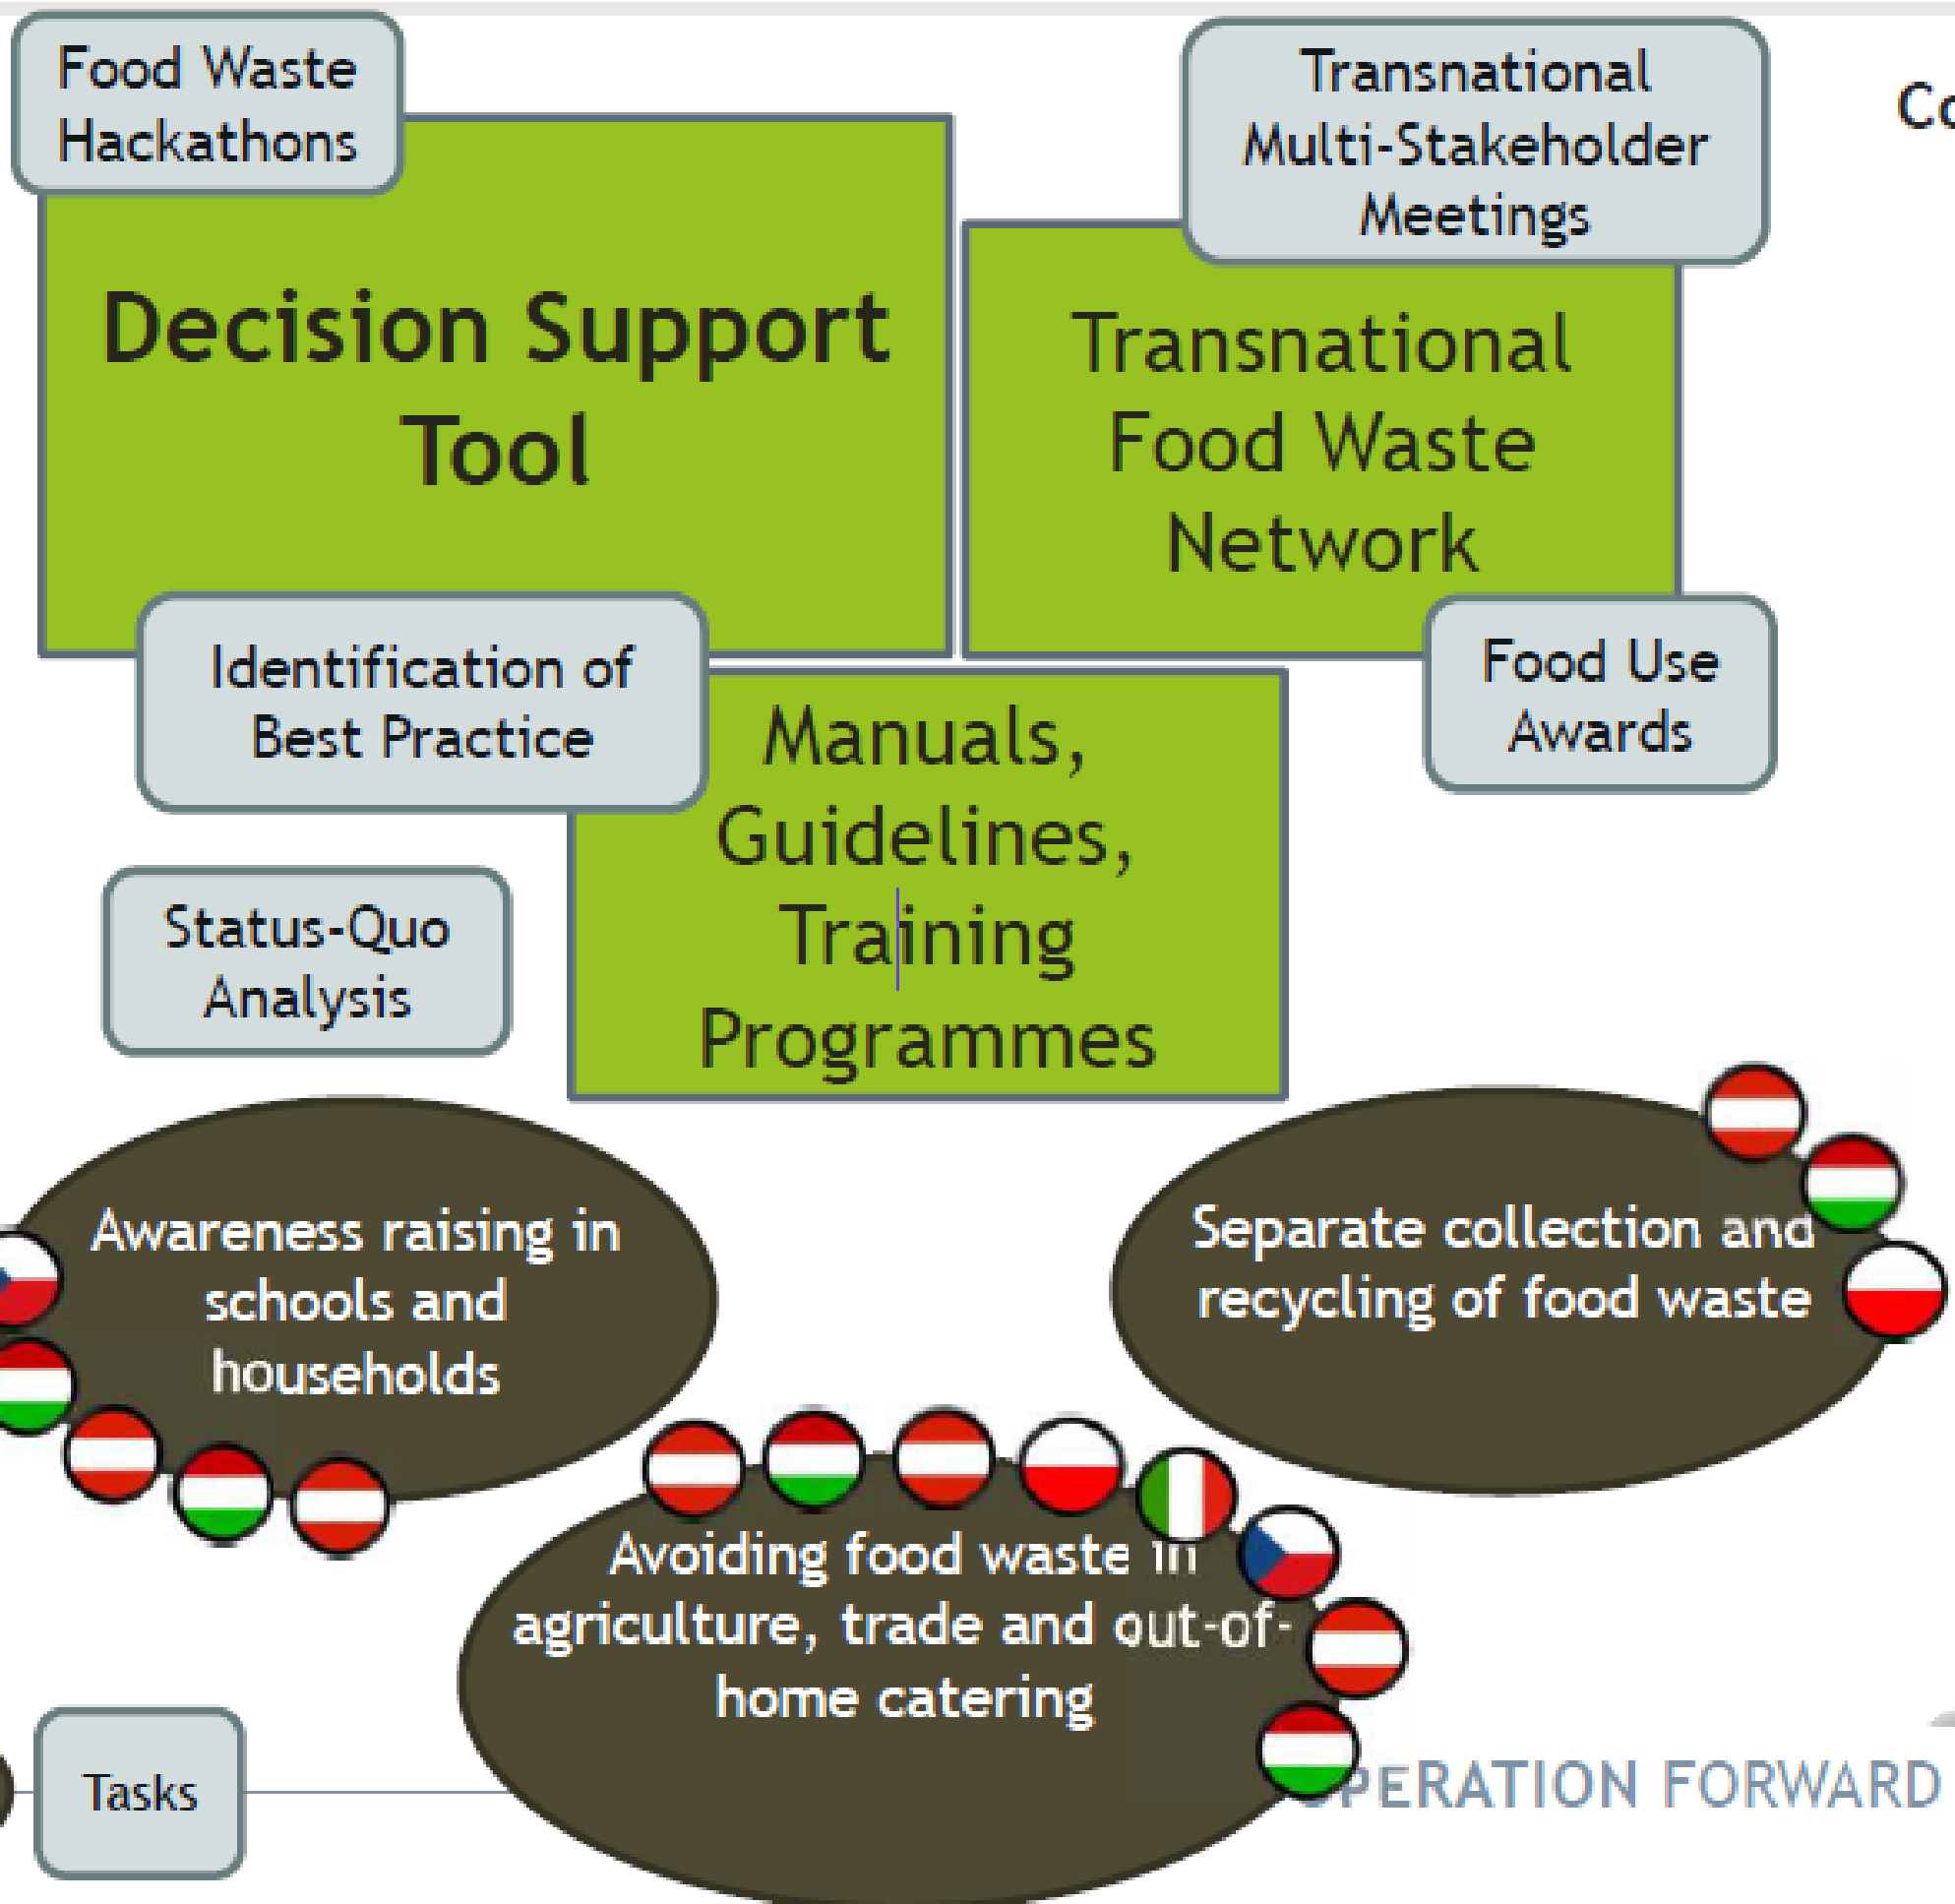 Food Waste
Hackathons
Transnational
Multi-Stakeholder
Meetings
Decision Support
Tool
Transnational
Food Waste
Network
Identification of
Best Practice
Food Use
Awards
Manuals,
Guidelines,
Training
Programmes
Status-Quo
Analysis
Awareness raising in
schools and
households
Separate collection and
recycling of food waste
Avoiding food waste in
agriculture, trade and out-of-
home catering
Tasks
PERATION FORWARD